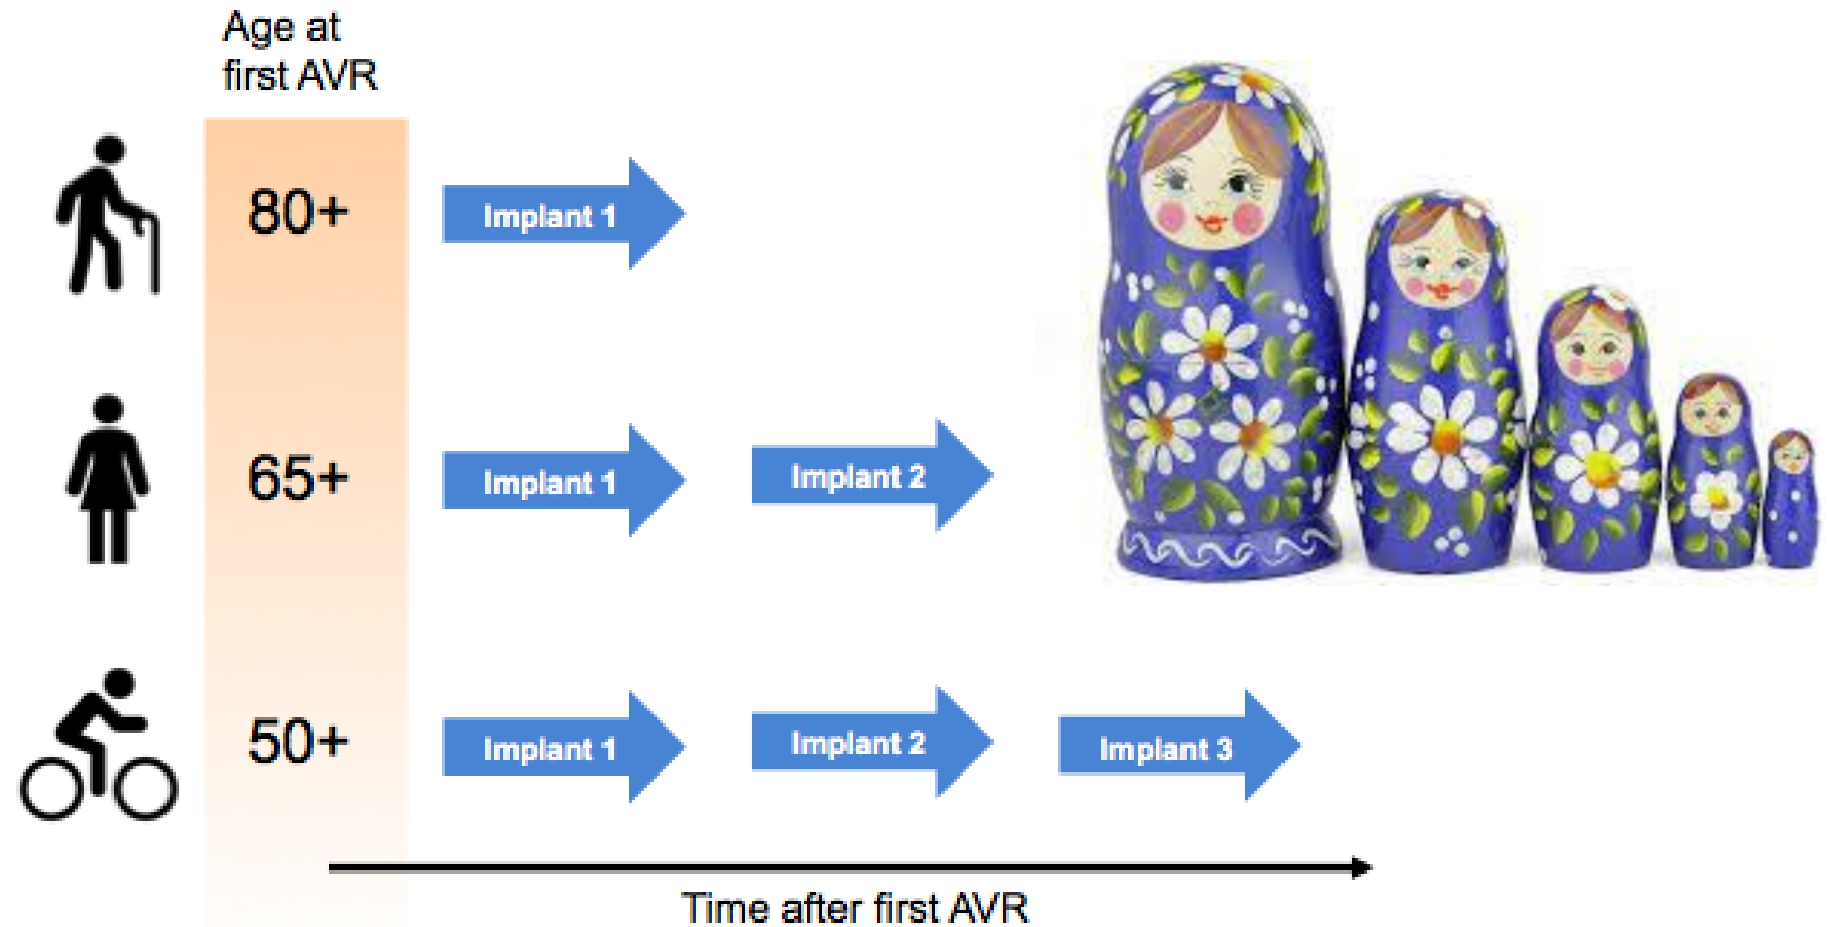 Age at
first AVR
80+
Implant 1
65+
Implant 1
Implant 2
50+
Implant 1
Implant 2
Implant 3
Time after first AVR